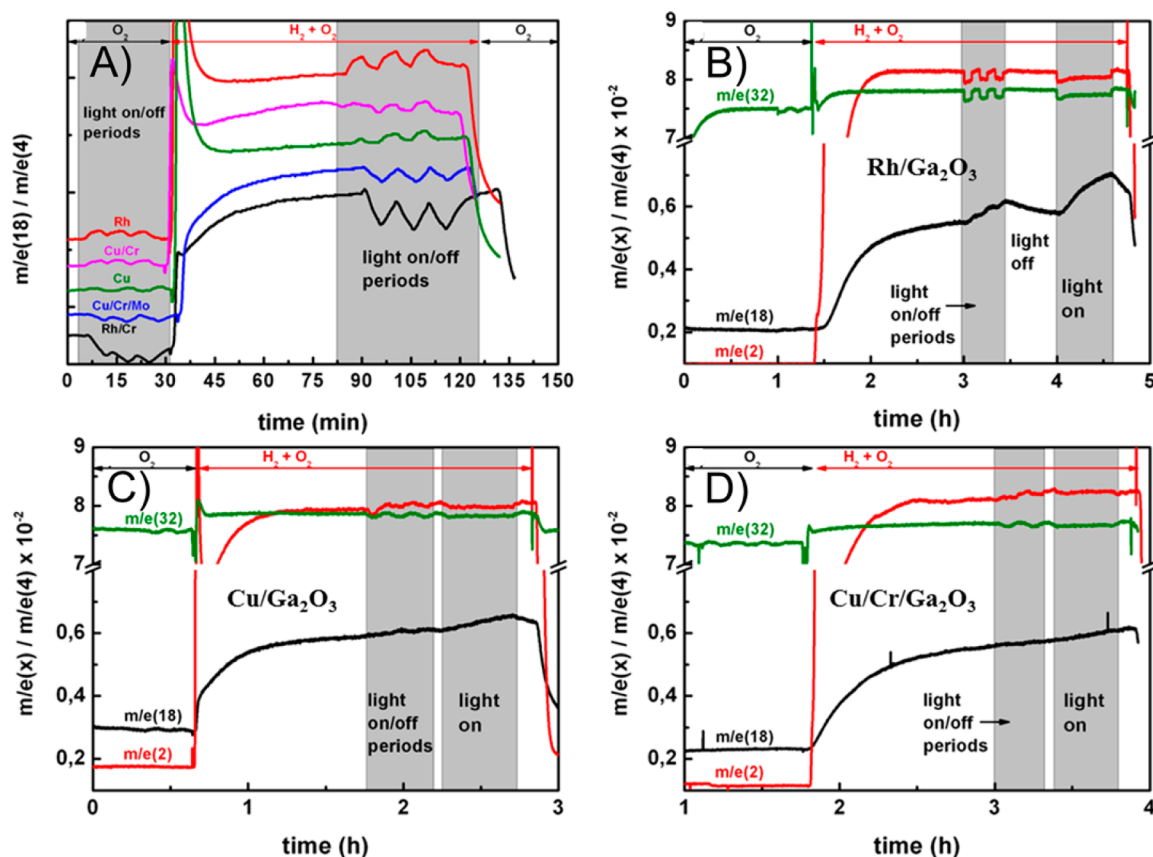 A)
O₂
H₂ + O₂
O₂
light on/off
periods
Rh
Cu/Cr
Cu
Cu/Cr/Mo
Rh/Cr
light on/off
periods
m/e(18) / m/e(4)
0 15 30 45 60 75 90 105 120 135 150
time (min)
B)
O₂
H₂ + O₂
9
8
7
0,6
0,4
0,2
m/e(x) / m/e(4) x 10⁻²
m/e(32)
Rh/Ga₂O₃
light
off
light
on/off
periods
light
on
m/e(18)
m/e(2)
0 1 2 3 4 5
time (h)
C)
O₂
H₂ + O₂
9
8
7
0,6
0,4
0,2
m/e(x) / m/e(4) x 10⁻²
m/e(32)
Cu/Ga₂O₃
light
on/off
periods
light
on
m/e(18)
m/e(2)
0 1 2 3
time (h)
D)
O₂
H₂ + O₂
9
8
7
0,6
0,4
0,2
m/e(x) / m/e(4) x 10⁻²
m/e(32)
Cu/Cr/Ga₂O₃
light
on/off
periods
light
on
m/e(18)
m/e(2)
1 2 3 4
time (h)